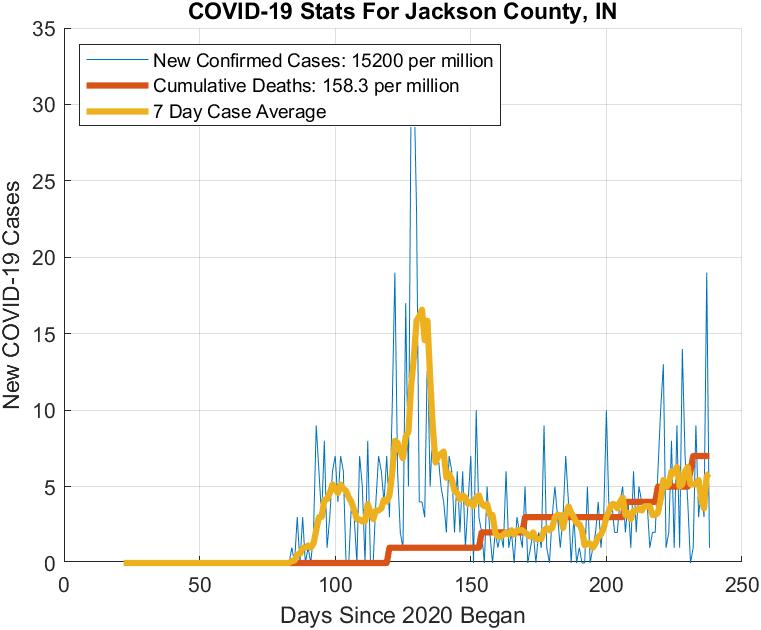 COVID-19 Stats For Jackson County, IN
New Confirmed Cases: 15200 per million
Cumulative Deaths: 158.3 per million
7 Day Case Average
New COVID-19 Cases
35
30
25
20
15
10
5
0
0 50 100 150 200 250
Days Since 2020 Began